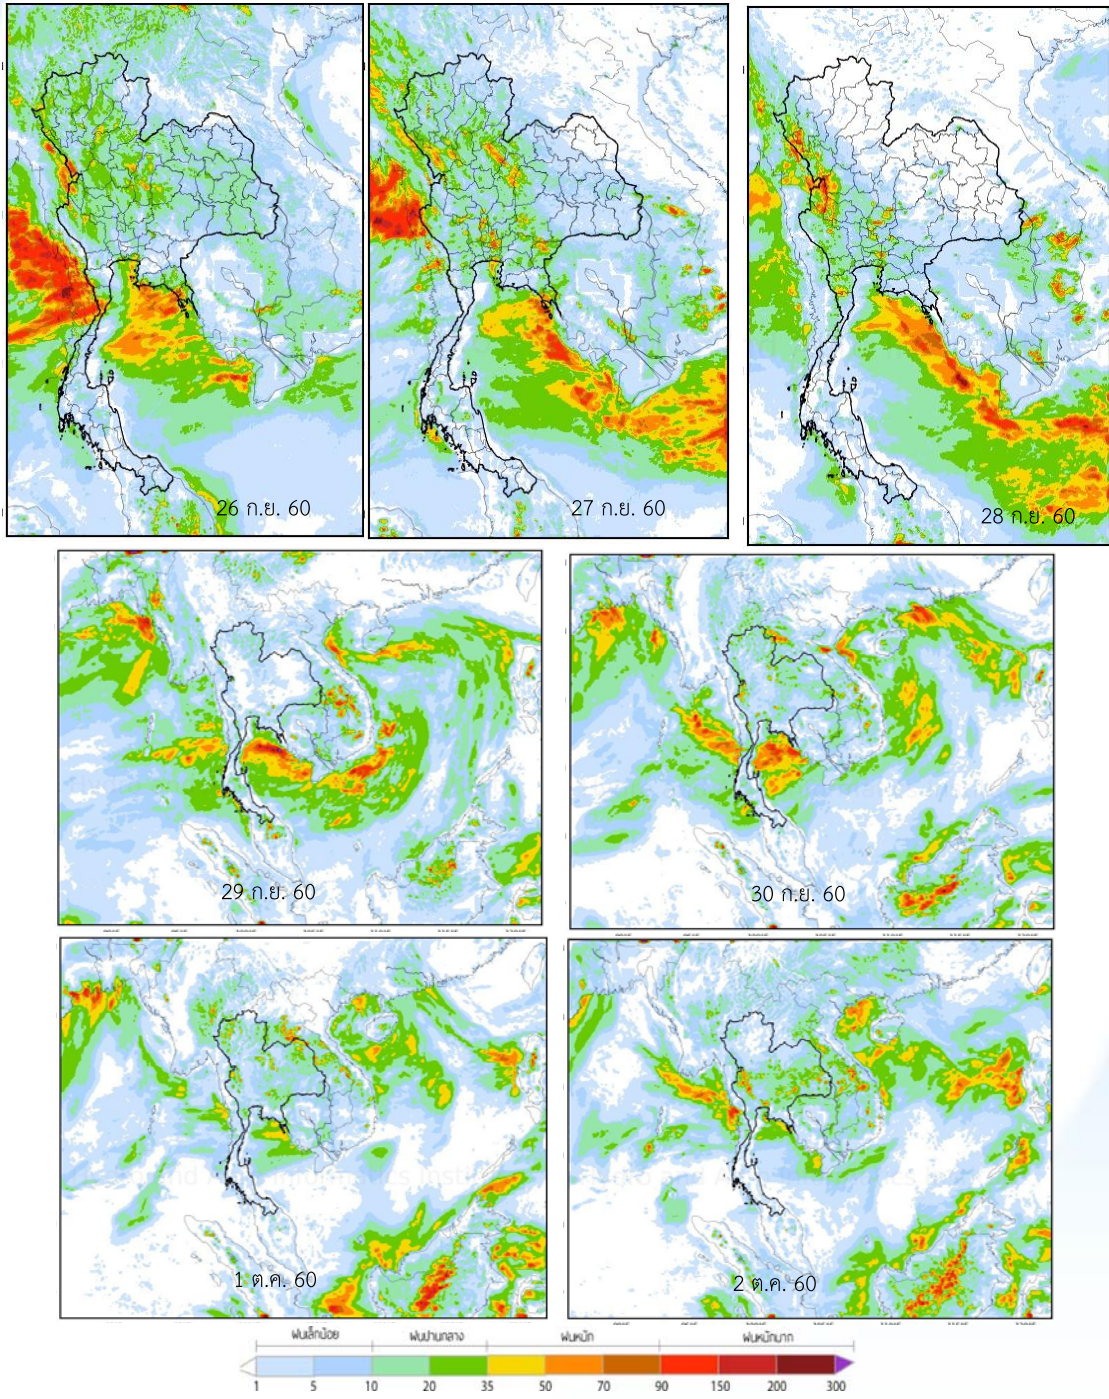 26 ก.ย. 60
27 ก.ย. 60
28 ก.ย. 60
29 ก.ย. 60
30 ก.ย. 60
1 ต.ค. 60
2 ต.ค. 60
ฝนเล็กน้อย ฝนปานกลาง ฝนหนัก ฝนหนักมาก
1 5 10 20 35 50 70 90 150 200 300